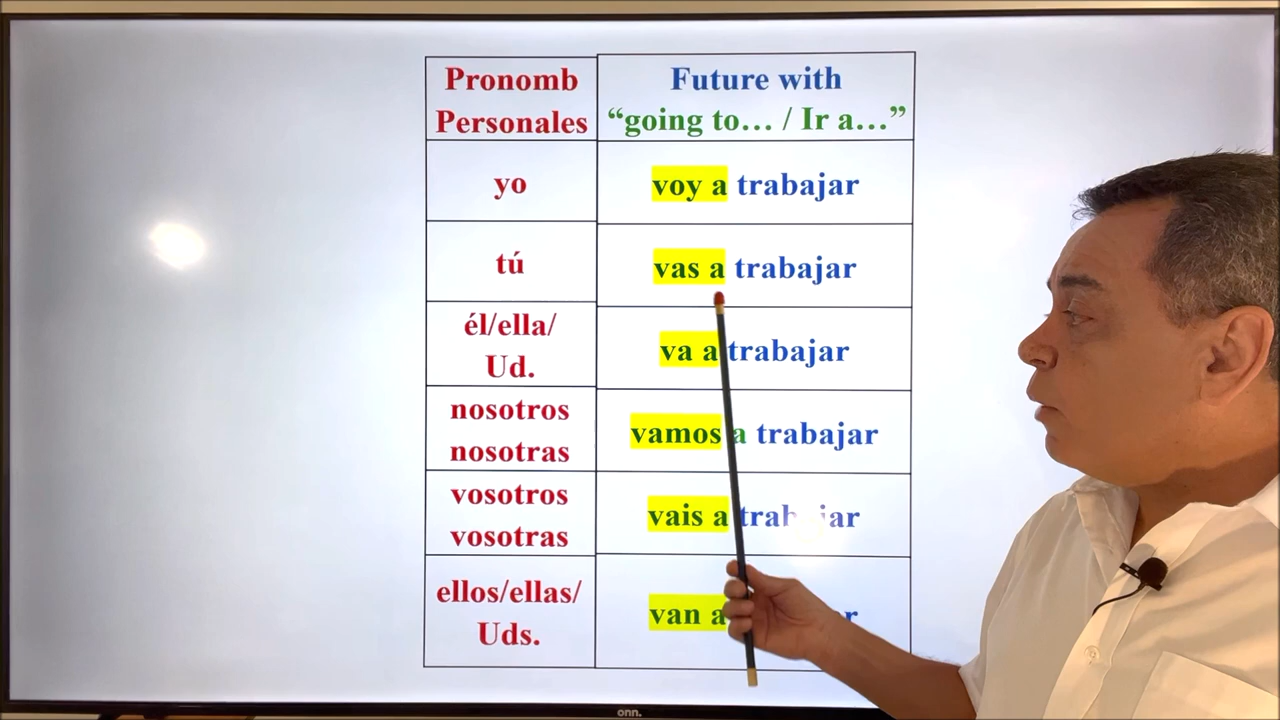 Pronomb
Personales
Future with
“going to… / Ir a…”
yo
voy a trabajar
tú
vas a trabajar
él/ella/
Ud.
va a trabajar
nosotros
nosotras
vamos a trabajar
vosotros
vosotras
vais a trabajar
ellos/ellas/
Uds.
van a
onn.